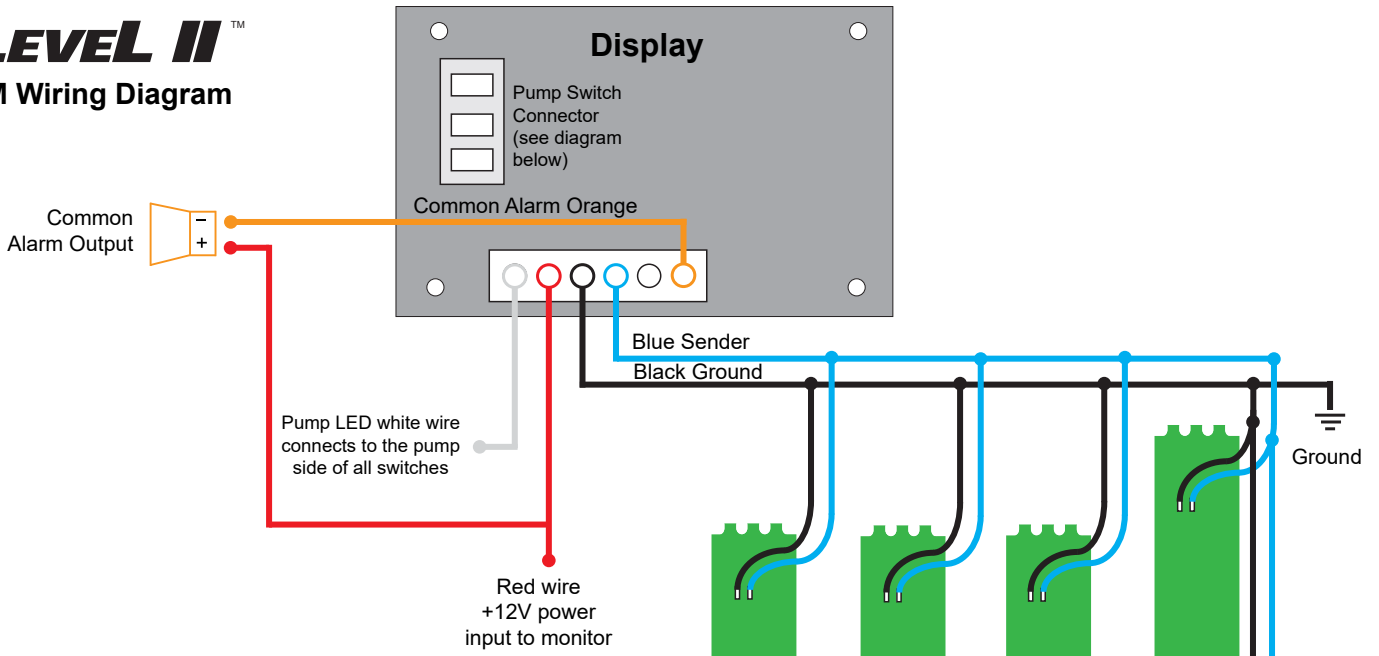 LEVEL II™
M Wiring Diagram
Display
Pump Switch
Connector
(see diagram
below)
Common Alarm Orange
Common
Alarm Output
–
+
Blue Sender
Black Ground
Pump LED white wire
connects to the pump
side of all switches
Ground
Red wire
+12V power
input to monitor